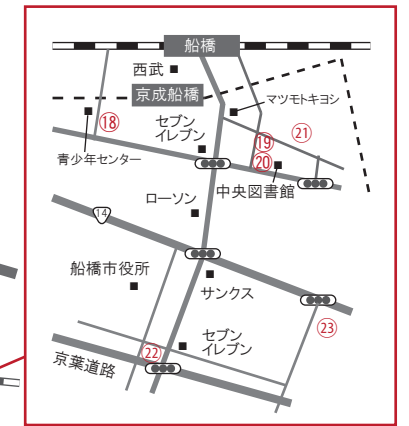 船橋
西武
京成船橋
マツモトキヨシ
⑱
セブン
イレブン
㉑
⑲
⑳
青少年センター
中央図書館
ローソン
14
船橋市役所
サンクス
㉓
セブン
イレブン
㉒
京葉道路